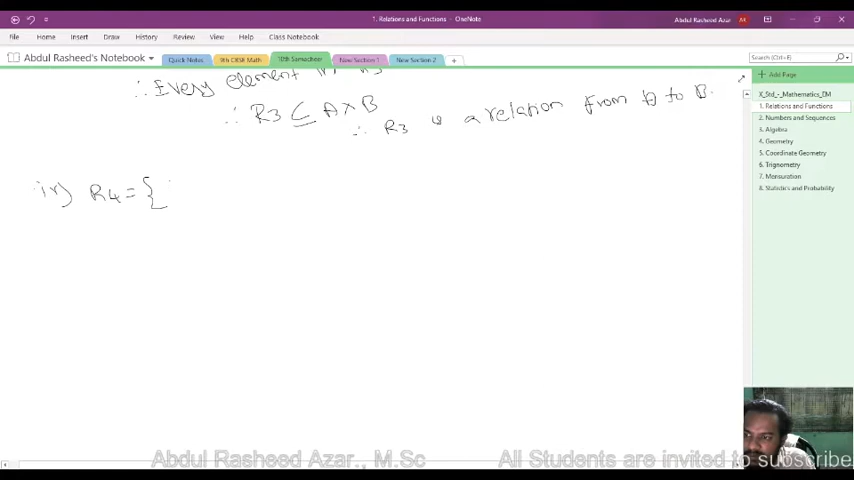 1. Relations and Functions - OneNote
Abdul Rasheed Azar AK
File Home Insert Draw History Review View Help Class Notebook
Abdul Rasheed's Notebook Quick Notes 9th CBSE Math 10th Samacheer New Section 1 New Section 2 + Search (Ctrl+E)
+ Add Page
X_Std_-_Mathematics_EM
1. Relations and Functions
2. Numbers and Sequences
3. Algebra
4. Geometry
5. Coordinate Geometry
6. Trigonometry
7. Mensuration
8. Statistics and Probability
∴ Every element in R3
∴ R3 ⊆ A×B
∴ R3 is a relation from A to B.
iv) R4 = {
Abdul Rasheed Azar., M.Sc All Students are invited to subscribe